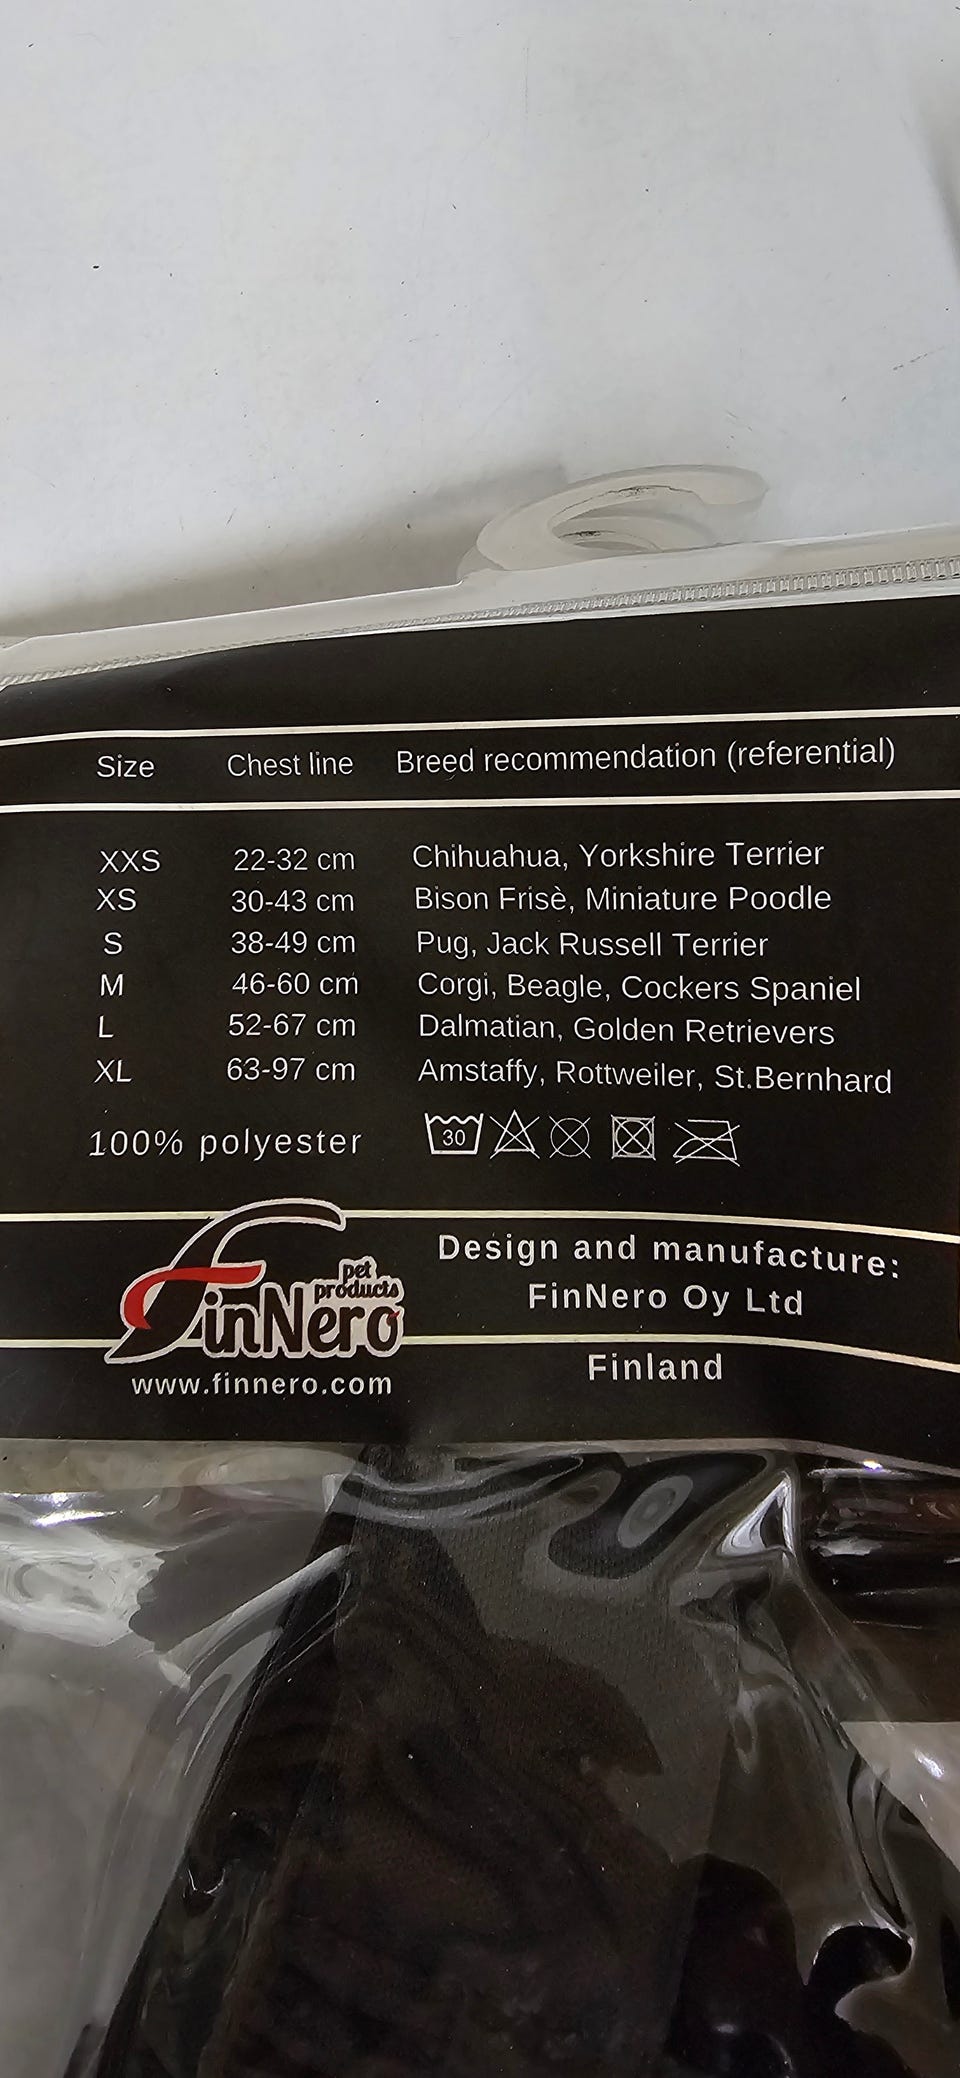 Size Chest line Breed recommendation (referential)
XXS 22-32 cm Chihuahua, Yorkshire Terrier
XS 30-43 cm Bison Frisè, Miniature Poodle
S 38-49 cm Pug, Jack Russell Terrier
M 46-60 cm Corgi, Beagle, Cockers Spaniel
L 52-67 cm Dalmatian, Golden Retrievers
XL 63-97 cm Amstaffy, Rottweiler, St.Bernhard
100% polyester 30
FinNero pet products
www.finnero.com
Design and manufacture:
FinNero Oy Ltd
Finland